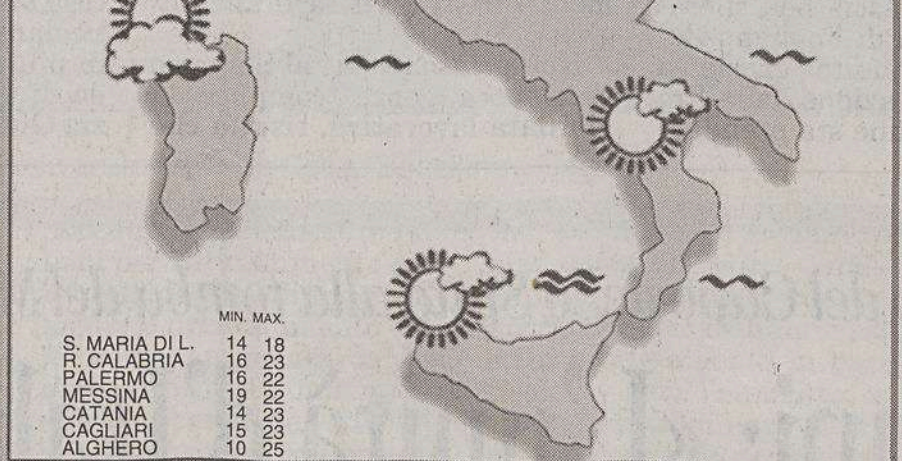 MIN. MAX.
S. MARIA DI L. 14 18
R. CALABRIA 16 23
PALERMO 16 22
MESSINA 19 22
CATANIA 14 23
CAGLIARI 15 23
ALGHERO 10 25